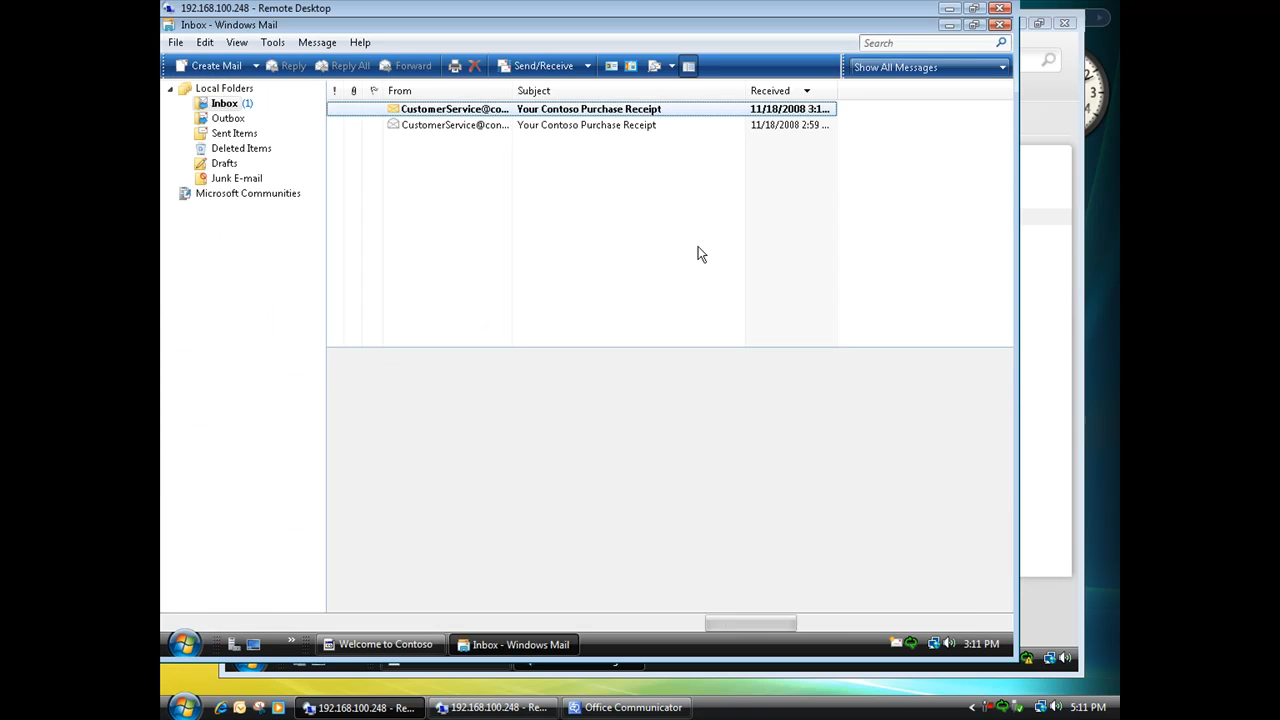 192.168.100.248 - Remote Desktop
Inbox - Windows Mail
File Edit View Tools Message Help
Search
Create Mail Reply Reply All Forward Send/Receive Show All Messages
Local Folders
! From Subject Received
Inbox (1)
CustomerService@co... Your Contoso Purchase Receipt 11/18/2008 3:1...
Outbox
CustomerService@con... Your Contoso Purchase Receipt 11/18/2008 2:59 ...
Sent Items
Deleted Items
Drafts
Junk E-mail
Microsoft Communities
Welcome to Contoso Inbox - Windows Mail 3:11 PM
192.168.100.248 - Re... 192.168.100.248 - Re... Office Communicator 5:11 PM